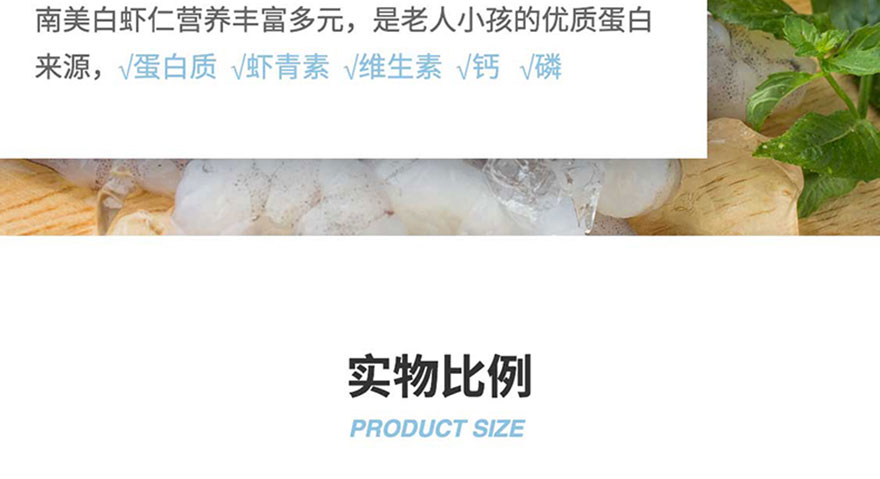 南美白虾仁营养丰富多元，是老人小孩的优质蛋白
来源，√蛋白质 √虾青素 √维生素 √钙 √磷
实物比例
PRODUCT SIZE